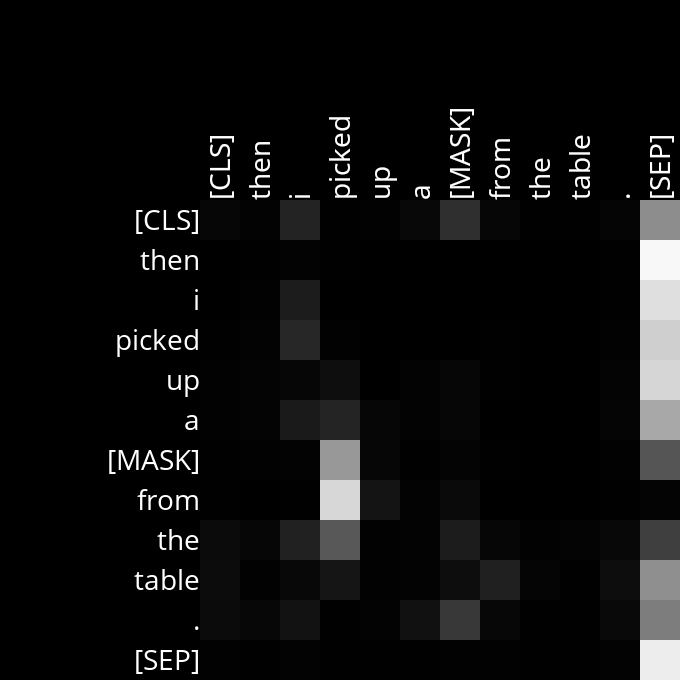 [CLS] then i picked up a [MASK] from the table . [SEP]
[CLS]
then
i
picked
up
a
[MASK]
from
the
table
.
[SEP]